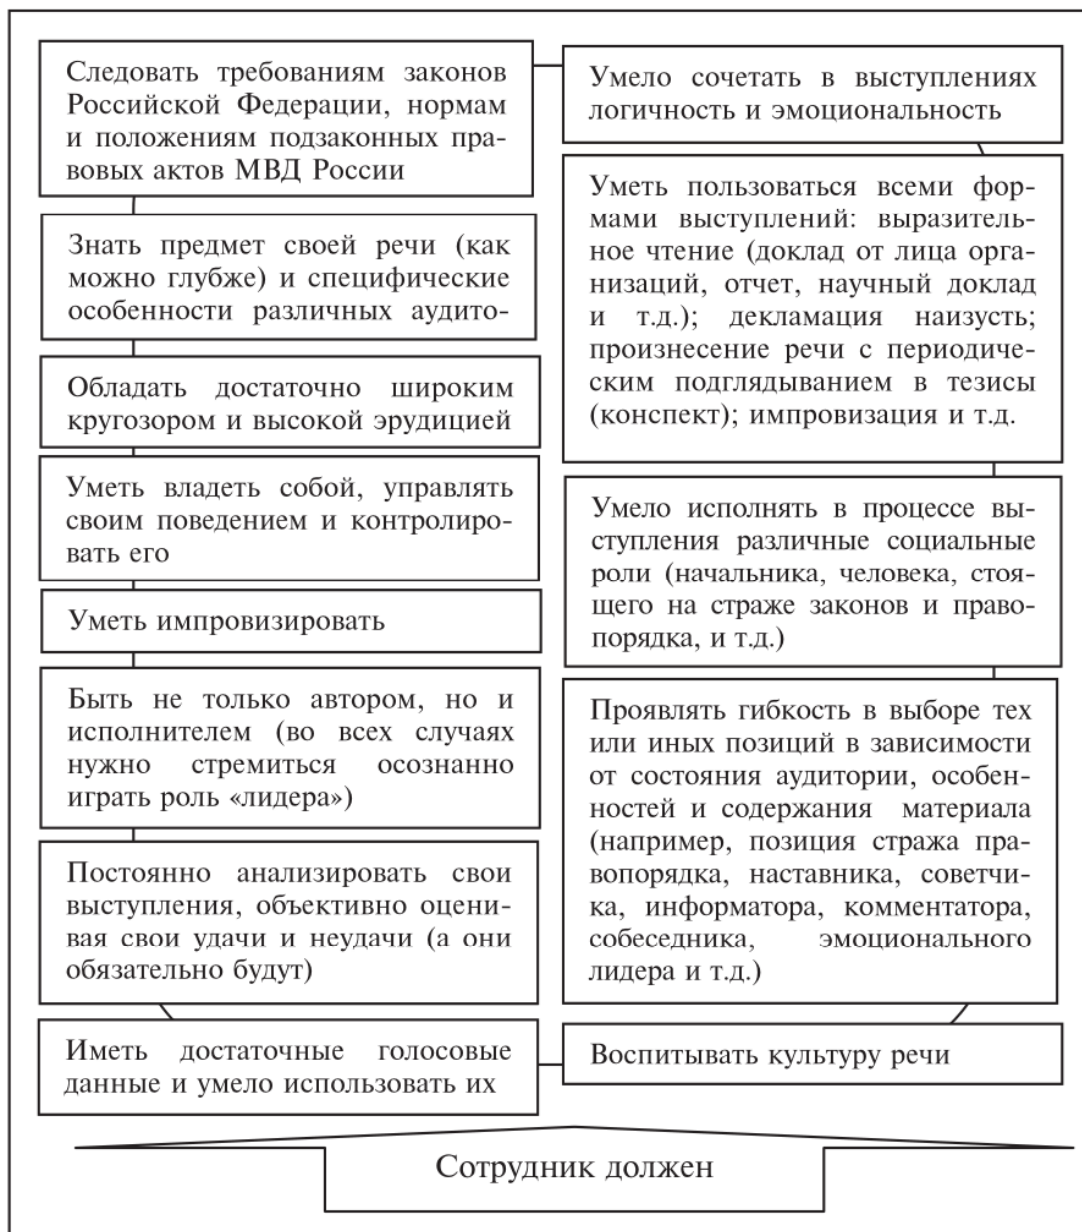 Следовать требованиям законов
Российской Федерации, нормам
и положениям подзаконных пра-
вовых актов МВД России
Знать предмет своей речи (как
можно глубже) и специфические
особенности различных аудито-
Обладать достаточно широким
кругозором и высокой эрудицией
Уметь владеть собой, управлять
своим поведением и контролиро-
вать его
Уметь импровизировать
Быть не только автором, но и
исполнителем (во всех случаях
нужно стремиться осознанно
играть роль «лидера»)
Постоянно анализировать свои
выступления, объективно оцени-
вая свои удачи и неудачи (а они
обязательно будут)
Иметь достаточные голосовые
данные и умело использовать их
Умело сочетать в выступлениях
логичность и эмоциональность
Уметь пользоваться всеми фор-
мами выступлений: выразитель-
ное чтение (доклад от лица орга-
низаций, отчет, научный доклад
и т.д.); декламация наизусть;
произнесение речи с периодиче-
ским подглядыванием в тезисы
(конспект); импровизация и т.д.
Умело исполнять в процессе вы-
ступления различные социальные
роли (начальника, человека, стоя-
щего на страже законов и право-
порядка, и т.д.)
Проявлять гибкость в выборе тех
или иных позиций в зависимости
от состояния аудитории, особен-
ностей и содержания материала
(например, позиция стража пра-
вопорядка, наставника, советчи-
ка, информатора, комментатора,
собеседника, эмоционального
лидера и т.д.)
Воспитывать культуру речи
Сотрудник должен